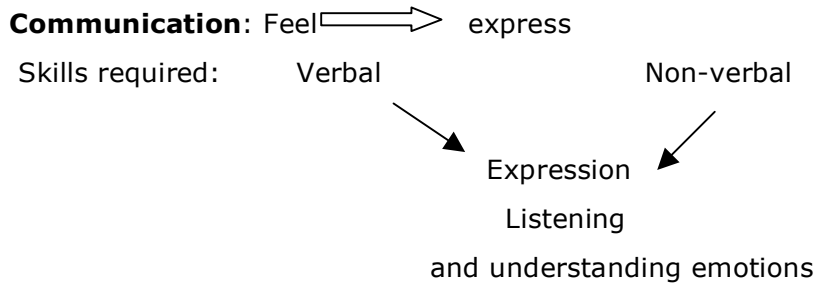 Communication: Feel express
Skills required: Verbal Non-verbal
Expression
Listening
and understanding emotions